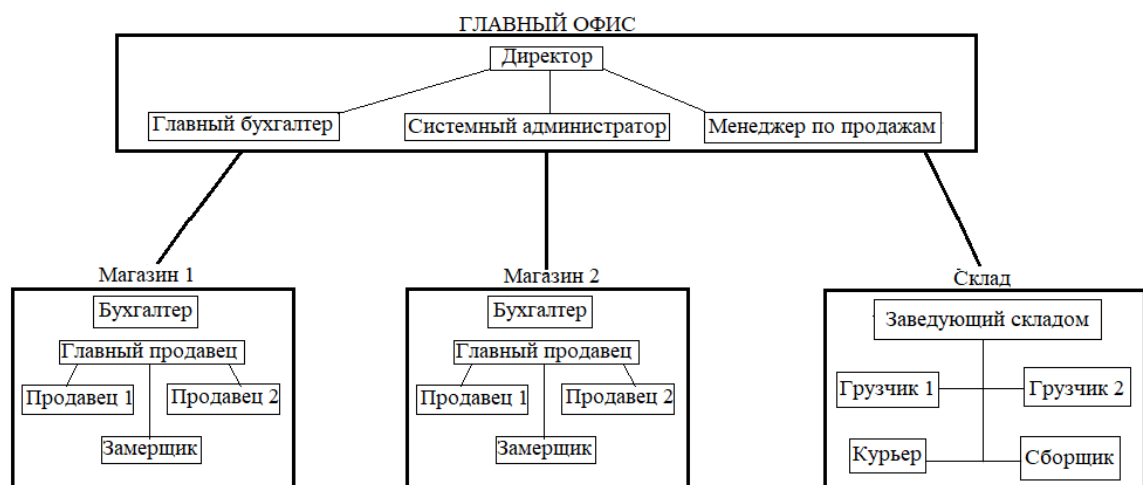 ГЛАВНЫЙ ОФИС
Директор
Главный бухгалтер
Системный администратор
Менеджер по продажам
Магазин 1
Бухгалтер
Главный продавец
Продавец 1
Продавец 2
Замерщик
Магазин 2
Бухгалтер
Главный продавец
Продавец 1
Продавец 2
Замерщик
Склад
Заведующий складом
Грузчик 1
Грузчик 2
Курьер
Сборщик